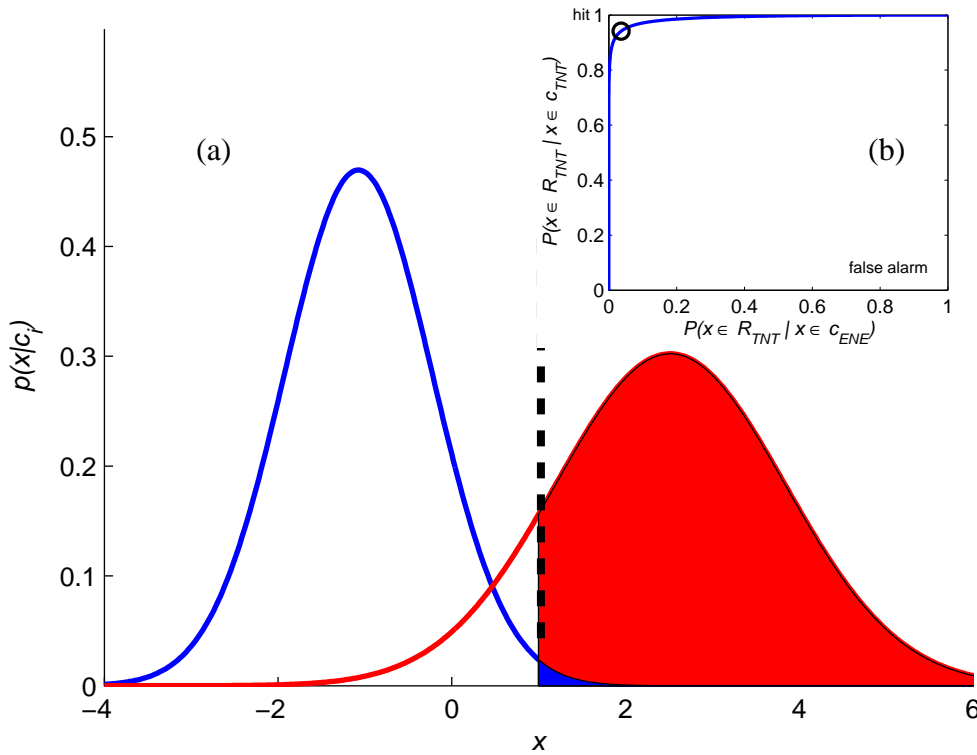 hit 1
0.8
0.6
0.4
0.2
0
0 0.2 0.4 0.6 0.8 1
P(x ∈ R_TNT | x ∈ c_TNT)
P(x ∈ R_TNT | x ∈ c_ENE)
(b)
false alarm
(a)
0.5
0.4
0.3
0.2
0.1
0
p(x|c_i)
−4 −2 0 2 4 6
x